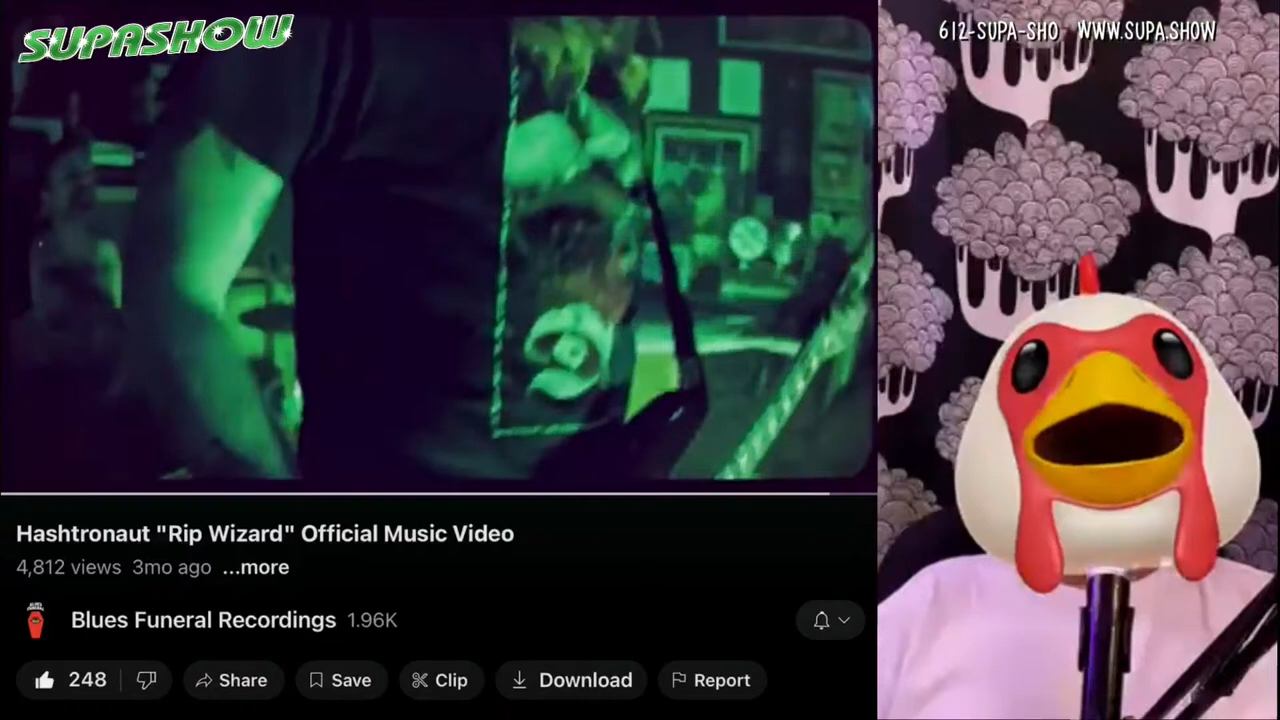 SUPASHOW
612-SUPA-SHO WWW.SUPA.SHOW
Hashtronaut "Rip Wizard" Official Music Video
4,812 views 3mo ago ...more
Blues Funeral Recordings 1.96K
248 Share Save Clip Download Report